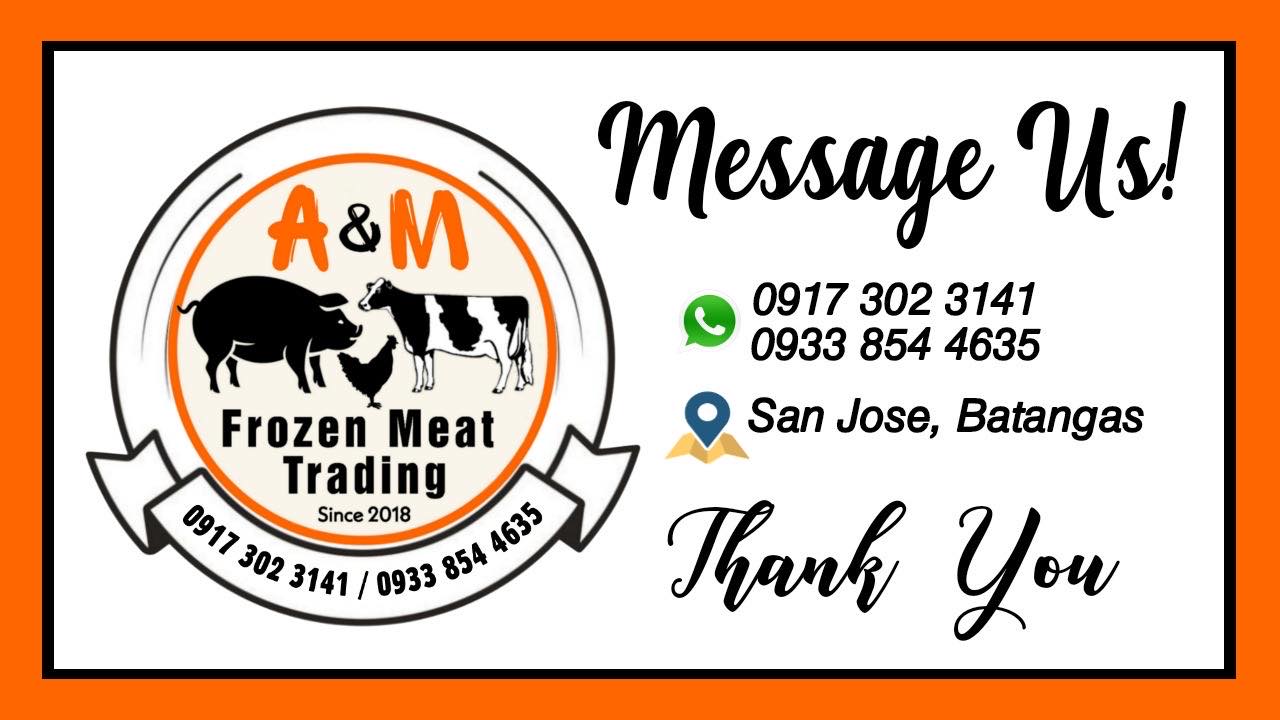 A & M
Frozen Meat
Trading
Since 2018
0917 302 3141 / 0933 854 4635
Message Us!
0917 302 3141
0933 854 4635
San Jose, Batangas
Thank You